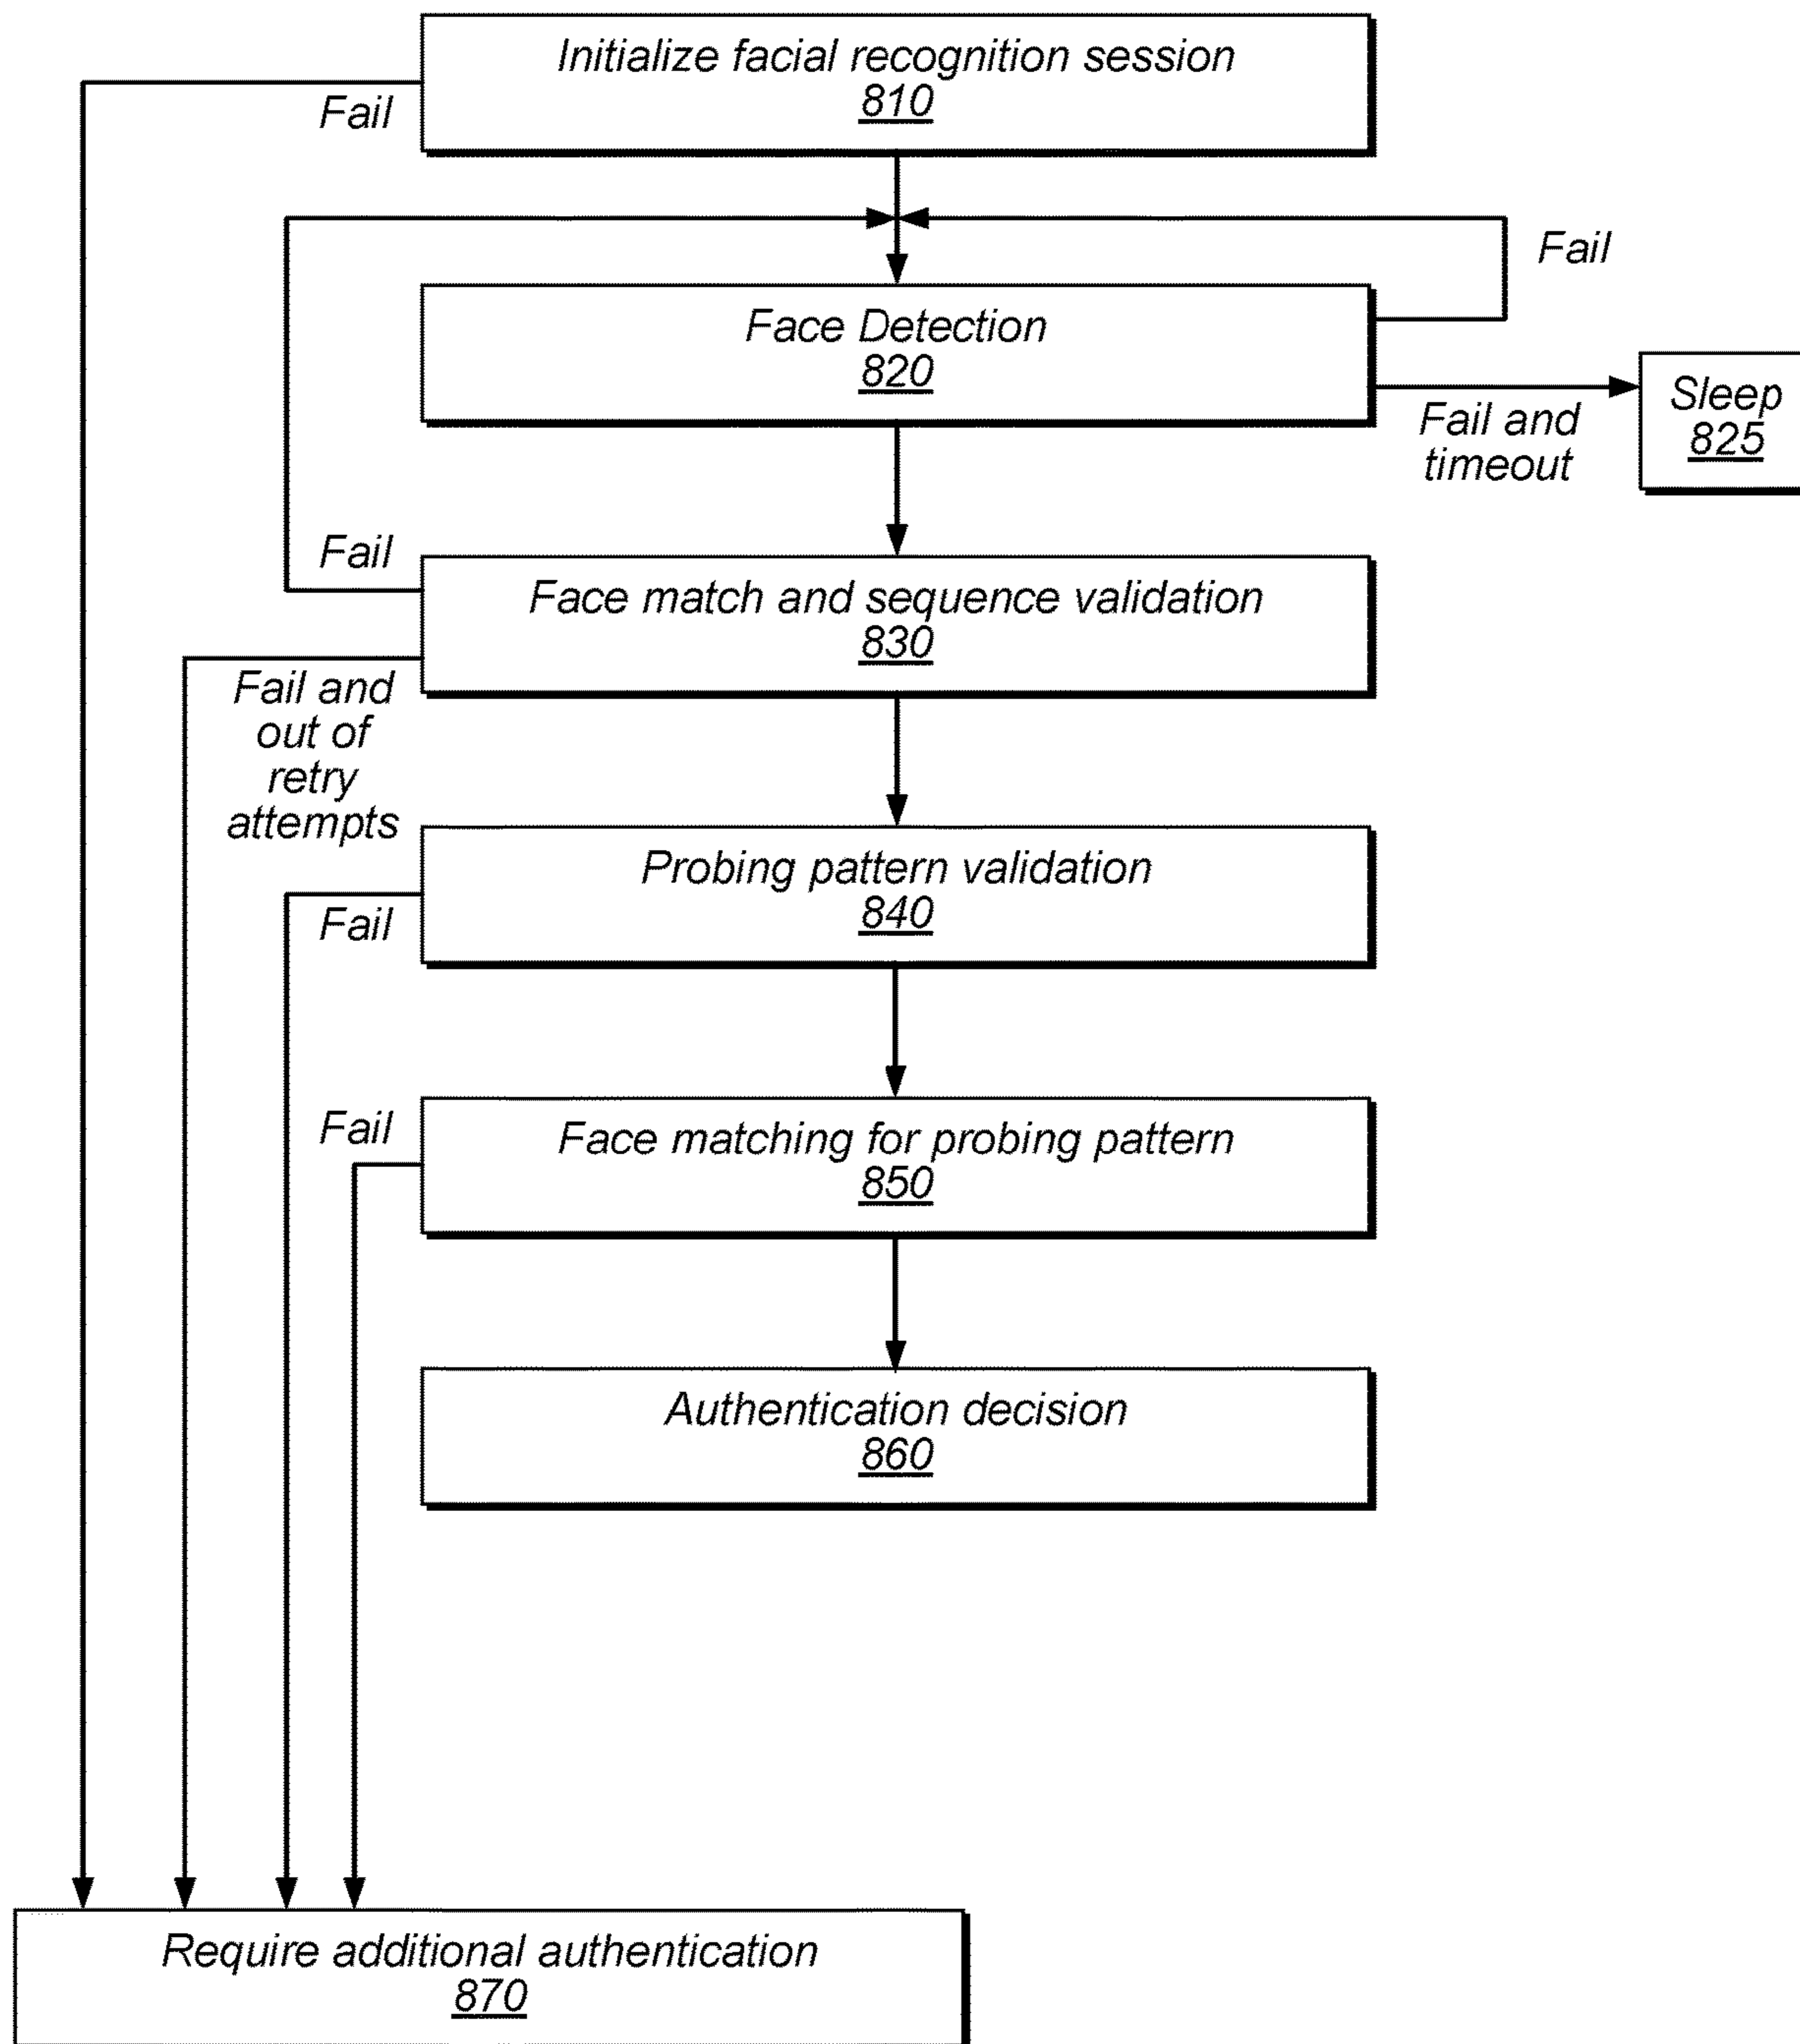 Initialize facial recognition session
810
Fail
Fail
Face Detection
820
Sleep
825
Fail and
timeout
Fail
Face match and sequence validation
830
Fail and
out of
retry
attempts
Probing pattern validation
840
Fail
Fail
Face matching for probing pattern
850
Authentication decision
860
Require additional authentication
870